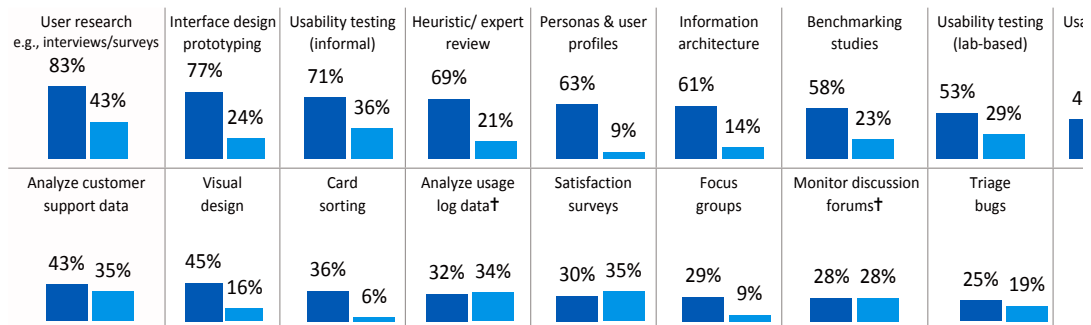 User research
e.g., interviews/surveys
83%
43%
Interface design
prototyping
77%
24%
Usability testing
(informal)
71%
36%
Heuristic/ expert
review
69%
21%
Personas & user
profiles
63%
9%
Information
architecture
61%
14%
Benchmarking
studies
58%
23%
Usability testing
(lab-based)
53%
29%
Analyze customer
support data
43%
35%
Visual
design
45%
16%
Card
sorting
36%
6%
Analyze usage
log data†
32%
34%
Satisfaction
surveys
30%
35%
Focus
groups
29%
9%
Monitor discussion
forums†
28%
28%
Triage
bugs
25%
19%